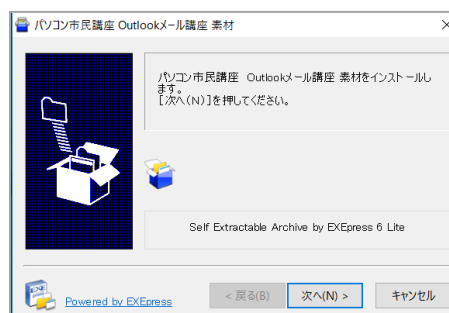 パソコン市民講座 Outlookメール講座 素材
パソコン市民講座 Outlookメール講座 素材をインストールし
ます。
[次へ(N)]を押してください。
Self Extractable Archive by EXEpress 6 Lite
Powered by EXEpress
< 戻る(B)
次へ(N) >
キャンセル